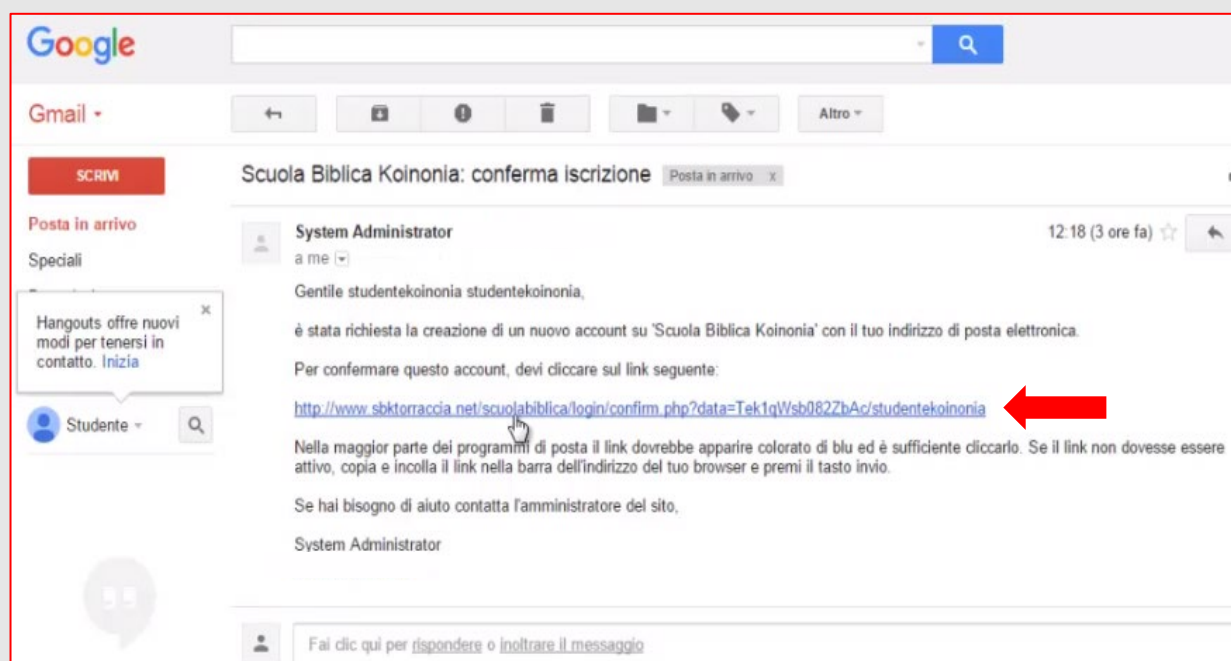 Google
Gmail
Altro
SCRIVI
Scuola Biblica Koinonia: conferma iscrizione Posta in arrivo x
Posta in arrivo
System Administrator
12:18 (3 ore fa)
Speciali
a me
Gentile studentekoinonia studentekoinonia,
Hangouts offre nuovi
modi per tenersi in
contatto. Inizia
è stata richiesta la creazione di un nuovo account su 'Scuola Biblica Koinonia' con il tuo indirizzo di posta elettronica.
Per confermare questo account, devi cliccare sul link seguente:
http://www.sbktorraccia.net/scuolabiblica/login/confirm.php?data=Tek1qWsb082ZbAc/studentekoinonia
Studente
Nella maggior parte dei programmi di posta il link dovrebbe apparire colorato di blu ed è sufficiente cliccarlo. Se il link non dovesse essere
attivo, copia e incolla il link nella barra dell'indirizzo del tuo browser e premi il tasto invio.
Se hai bisogno di aiuto contatta l'amministratore del sito,
System Administrator
Fai clic qui per rispondere o inoltrare il messaggio